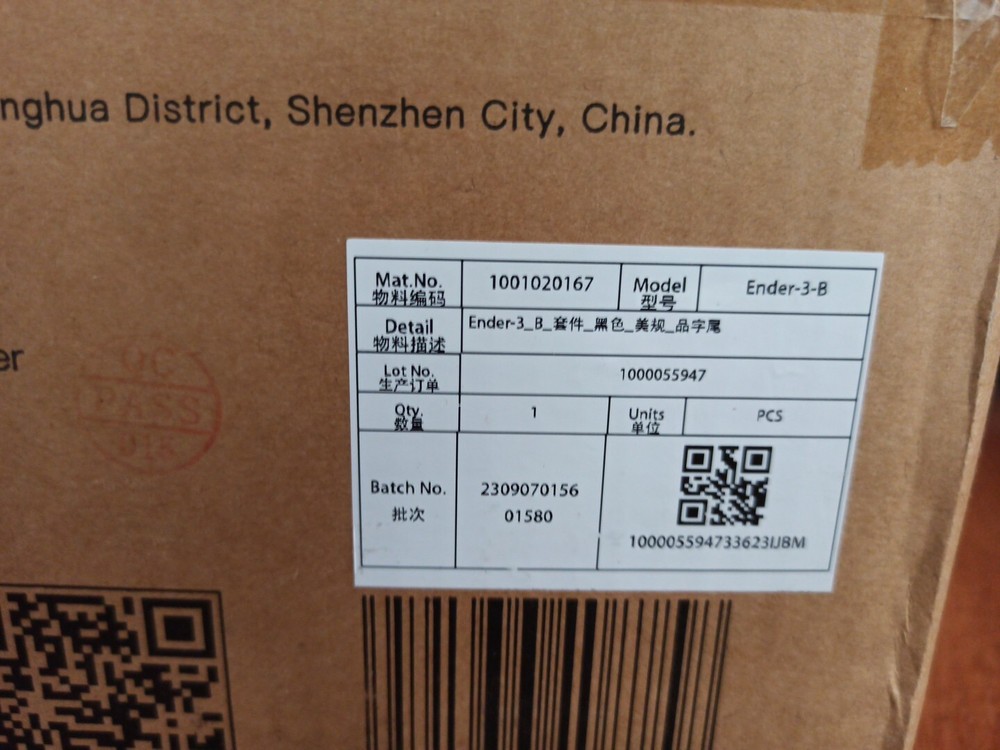 nghua District, Shenzhen City, China.
er
QC
PASS
Mat.No. 1001020167 Model Ender-3-B
物料编码 型号
Detail Ender-3_B_套件_黑色_美规_品字尾
物料描述
Lot No. 1000055947
生产订单
Qty. 1 Units PCS
数量 单位
Batch No. 2309070156
批次 01580
100005594733623IJBM